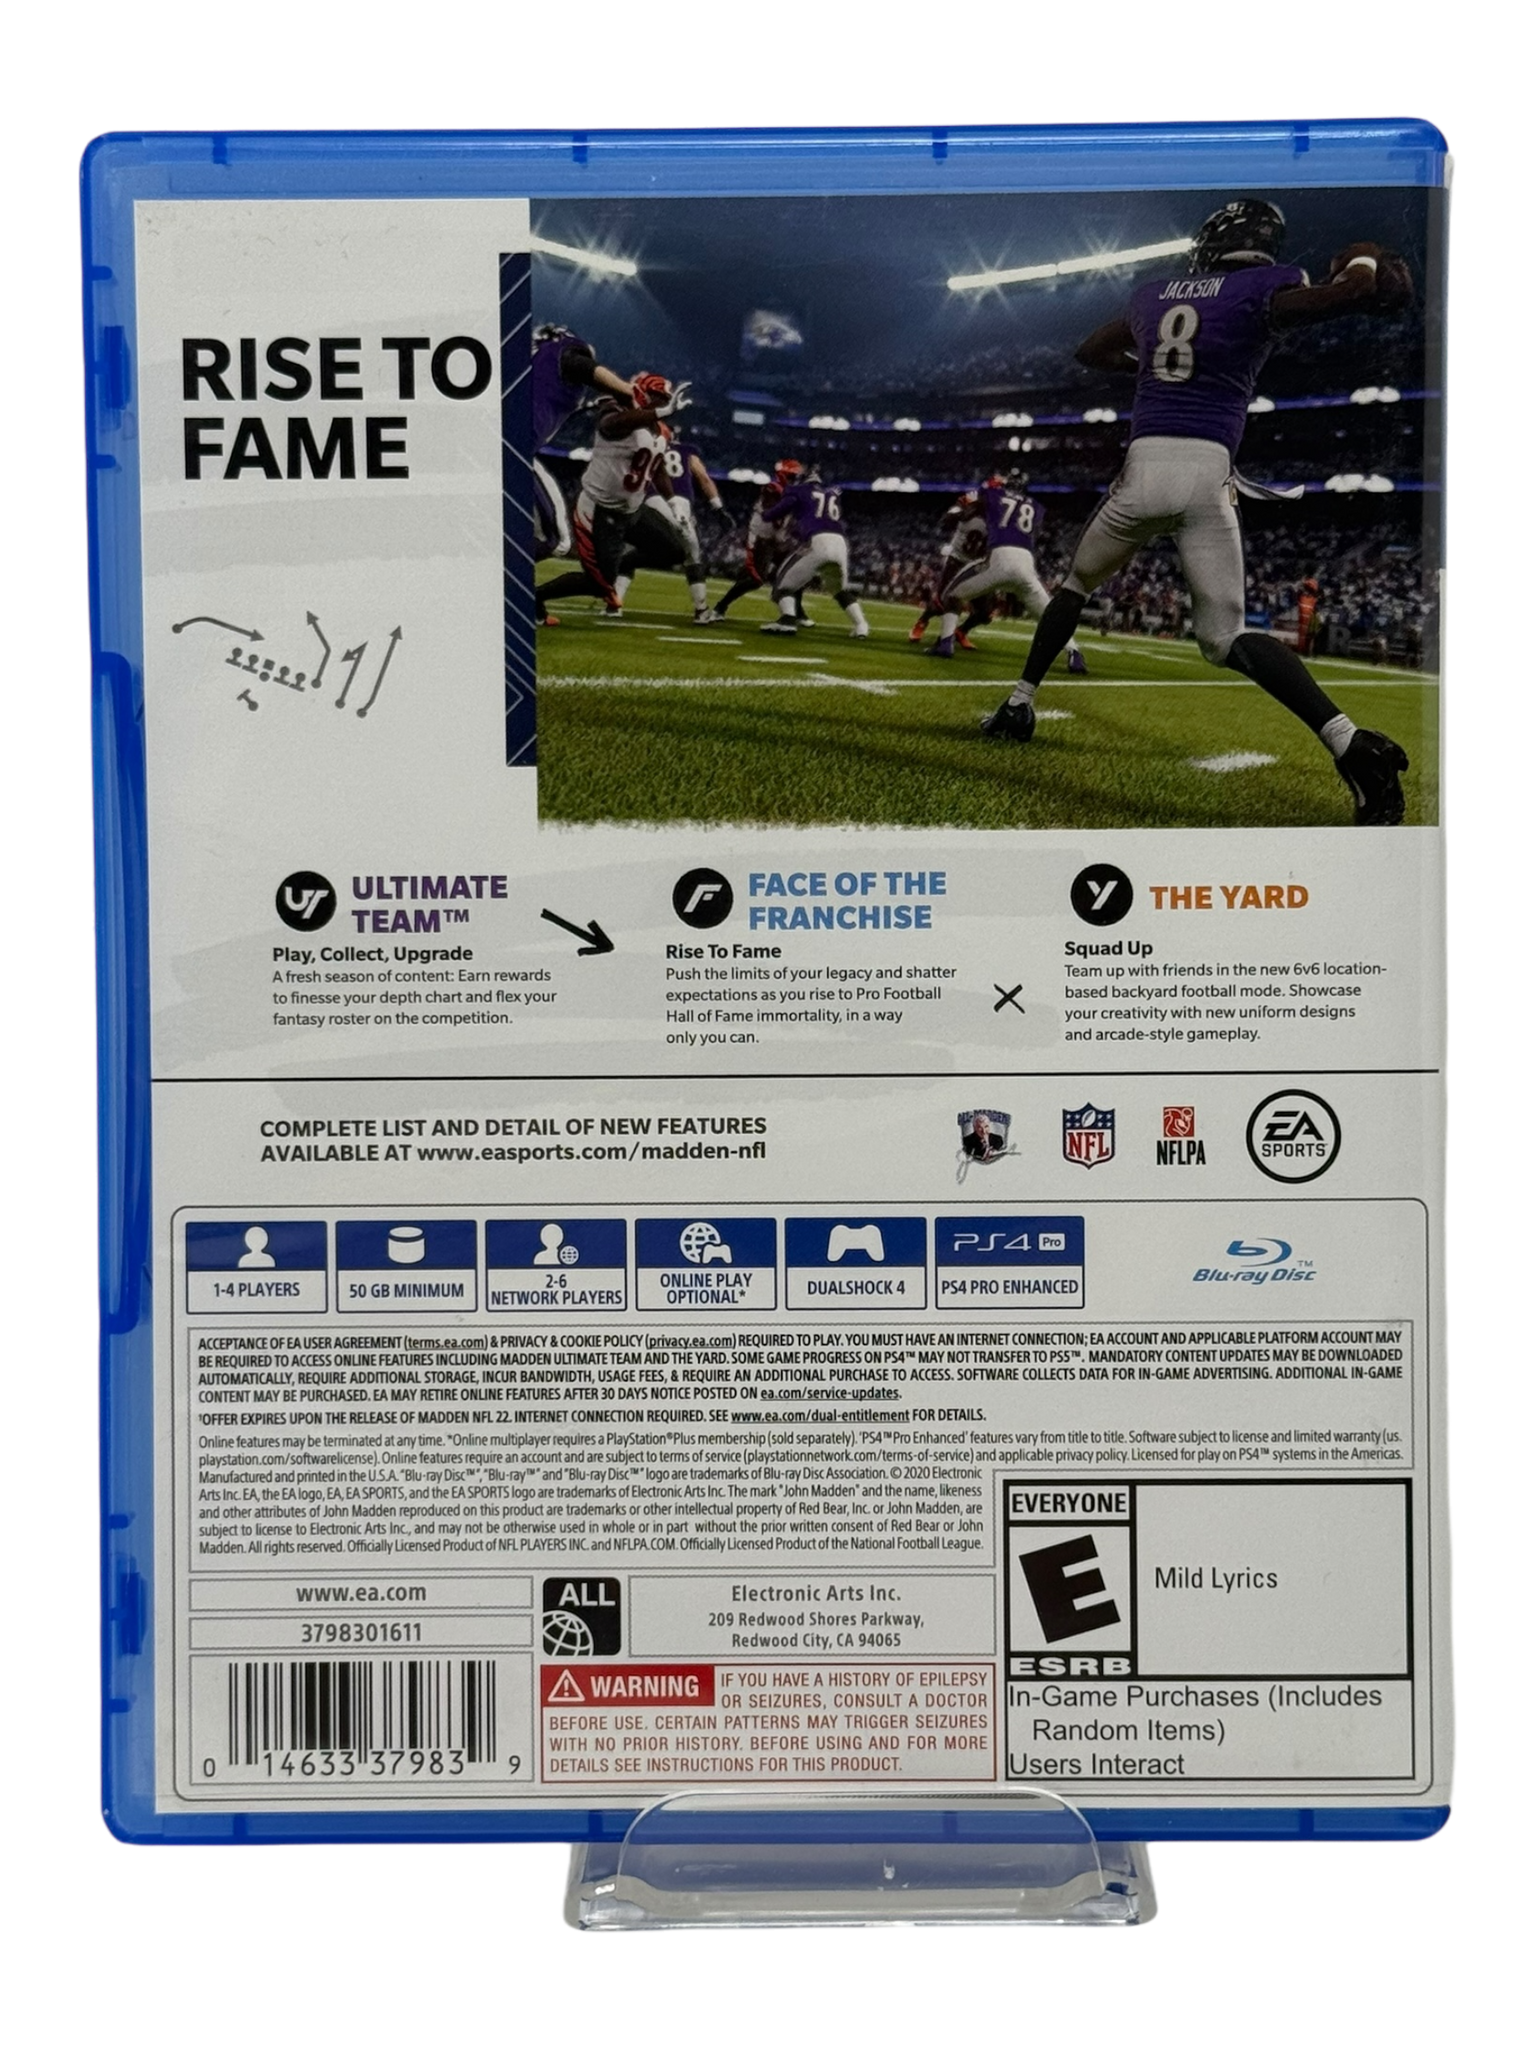 RISE TO
FAME
JACKSON
8
99
8
76
78
UT
ULTIMATE
TEAM™
Play, Collect, Upgrade
A fresh season of content: Earn rewards
to finesse your depth chart and flex your
fantasy roster on the competition.
F
FACE OF THE
FRANCHISE
Rise To Fame
Push the limits of your legacy and shatter
expectations as you rise to Pro Football
Hall of Fame immortality, in a way
only you can.
Y
THE YARD
Squad Up
Team up with friends in the new 6v6 location-
based backyard football mode. Showcase
your creativity with new uniform designs
and arcade-style gameplay.
COMPLETE LIST AND DETAIL OF NEW FEATURES
AVAILABLE AT www.easports.com/madden-nfl
NFL
NFLPA
EA
SPORTS
1-4 PLAYERS
50 GB MINIMUM
2-6
NETWORK PLAYERS
ONLINE PLAY
OPTIONAL*
DUALSHOCK 4
PS4 Pro
PS4 PRO ENHANCED
Blu-ray Disc™
ACCEPTANCE OF EA USER AGREEMENT (terms.ea.com) & PRIVACY & COOKIE POLICY (privacy.ea.com) REQUIRED TO PLAY. YOU MUST HAVE AN INTERNET CONNECTION; EA ACCOUNT AND APPLICABLE PLATFORM ACCOUNT MAY
BE REQUIRED TO ACCESS ONLINE FEATURES INCLUDING MADDEN ULTIMATE TEAM AND THE YARD. SOME GAME PROGRESS ON PS4™ MAY NOT TRANSFER TO PS5™. MANDATORY CONTENT UPDATES MAY BE DOWNLOADED
AUTOMATICALLY, REQUIRE ADDITIONAL STORAGE, INCUR BANDWIDTH, USAGE FEES, & REQUIRE AN ADDITIONAL PURCHASE TO ACCESS. SOFTWARE COLLECTS DATA FOR IN-GAME ADVERTISING. ADDITIONAL IN-GAME
CONTENT MAY BE PURCHASED. EA MAY RETIRE ONLINE FEATURES AFTER 30 DAYS NOTICE POSTED ON ea.com/service-updates.
†OFFER EXPIRES UPON THE RELEASE OF MADDEN NFL 22. INTERNET CONNECTION REQUIRED. SEE www.ea.com/dual-entitlement FOR DETAILS.
Online features may be terminated at any time. *Online multiplayer requires a PlayStation®Plus membership (sold separately). 'PS4™ Pro Enhanced' features vary from title to title. Software subject to license and limited warranty (us.
playstation.com/softwarelicense). Online features require an account and are subject to terms of service (playstationnetwork.com/terms-of-service) and applicable privacy policy. Licensed for play on PS4™ systems in the Americas.
Manufactured and printed in the U.S.A. "Blu-ray Disc™", "Blu-ray™" and "Blu-ray Disc™" logo are trademarks of Blu-ray Disc Association. © 2020 Electronic
Arts Inc. EA, the EA logo, EA, EA SPORTS, and the EA SPORTS logo are trademarks of Electronic Arts Inc. The mark "John Madden" and the name, likeness
and other attributes of John Madden reproduced on this product are trademarks or other intellectual property of Red Bear, Inc. or John Madden, are
subject to license to Electronic Arts Inc., and may not be otherwise used in whole or in part without the prior written consent of Red Bear or John
Madden. All rights reserved. Officially Licensed Product of NFL PLAYERS INC. and NFLPA.COM. Officially Licensed Product of the National Football League.
www.ea.com
3798301611
ALL
Electronic Arts Inc.
209 Redwood Shores Parkway,
Redwood City, CA 94065
0 14633 37983 9
WARNING IF YOU HAVE A HISTORY OF EPILEPSY
OR SEIZURES, CONSULT A DOCTOR
BEFORE USE. CERTAIN PATTERNS MAY TRIGGER SEIZURES
WITH NO PRIOR HISTORY. BEFORE USING AND FOR MORE
DETAILS SEE INSTRUCTIONS FOR THIS PRODUCT.
EVERYONE
E
ESRB
Mild Lyrics
In-Game Purchases (Includes
Random Items)
Users Interact